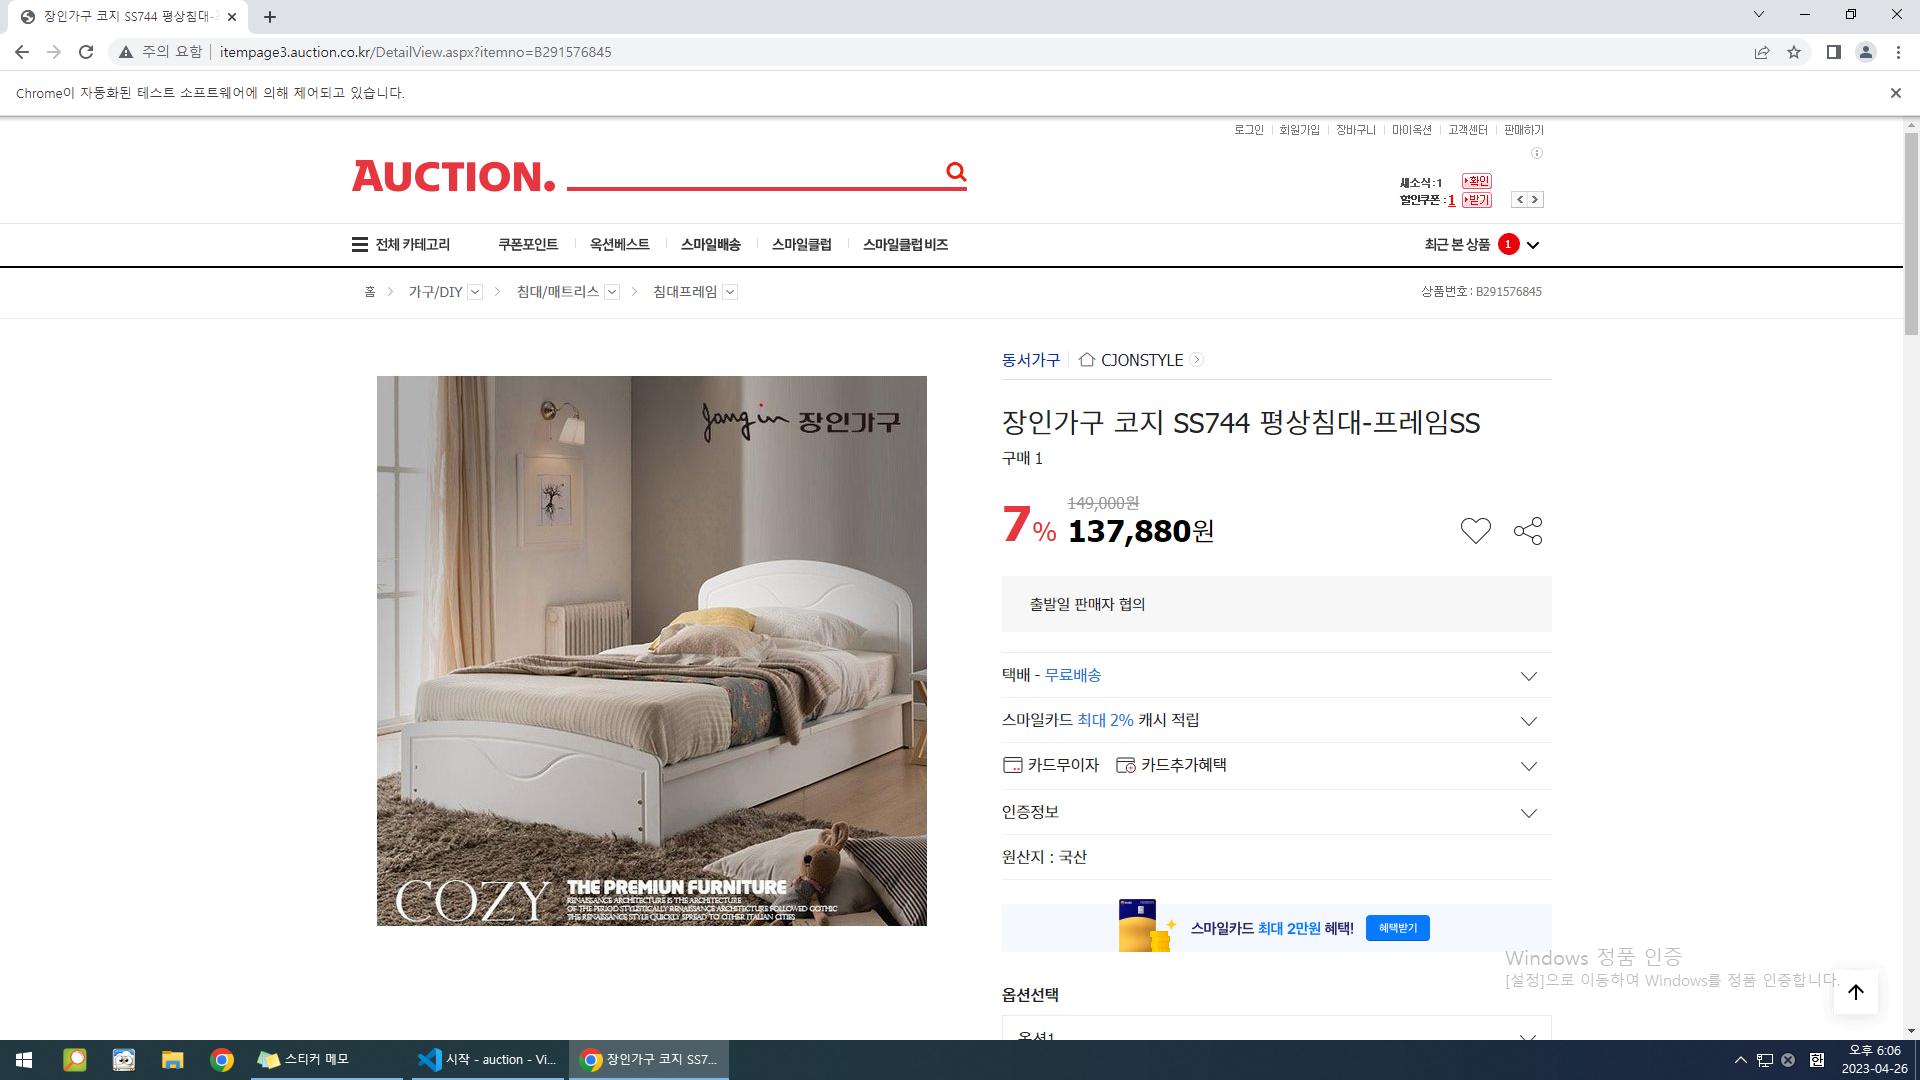 장인가구 코지 SS744 평상침대-프
주의 요함
itempage3.auction.co.kr/DetailView.aspx?itemno=B291576845
Chrome이 자동화된 테스트 소프트웨어에 의해 제어되고 있습니다.
로그인 회원가입 장바구니 마이옥션 고객센터 판매하기
AUCTION.
새소식:1 확인
할인쿠폰:1 받기
전체 카테고리 쿠폰포인트 옥션베스트 스마일배송 스마일클럽 스마일클럽 비즈 최근 본 상품 1
홈 가구/DIY 침대/매트리스 침대프레임 상품번호 : B291576845
동서가구 CJONSTYLE
Jang in 장인가구
장인가구 코지 SS744 평상침대-프레임SS
구매 1
149,000원
7% 137,880원
출발일 판매자 협의
택배 - 무료배송
스마일카드 최대 2% 캐시 적립
카드무이자 카드추가혜택
인증정보
원산지 : 국산
COZY THE PREMIUN FURNITURE
RENAISSANCE ARCHITECTURE IS THE ARCHITECTURE
OF THE PERIOD STYLISTICALLY RENAISSANCE ARCHITECTURE FOLLOWED GOTHIC
THE RENAISSANCE STYLE QUICKLY SPREAD TO OTHER ITALIAN CITIES
스마일카드 최대 2만원 혜택! 혜택받기
Windows 정품 인증
[설정]으로 이동하여 Windows를 정품 인증합니다.
옵션선택
옵션1
스티커 메모
시작 - auction - Vi...
장인가구 코지 SS7...
한
오후 6:06
2023-04-26